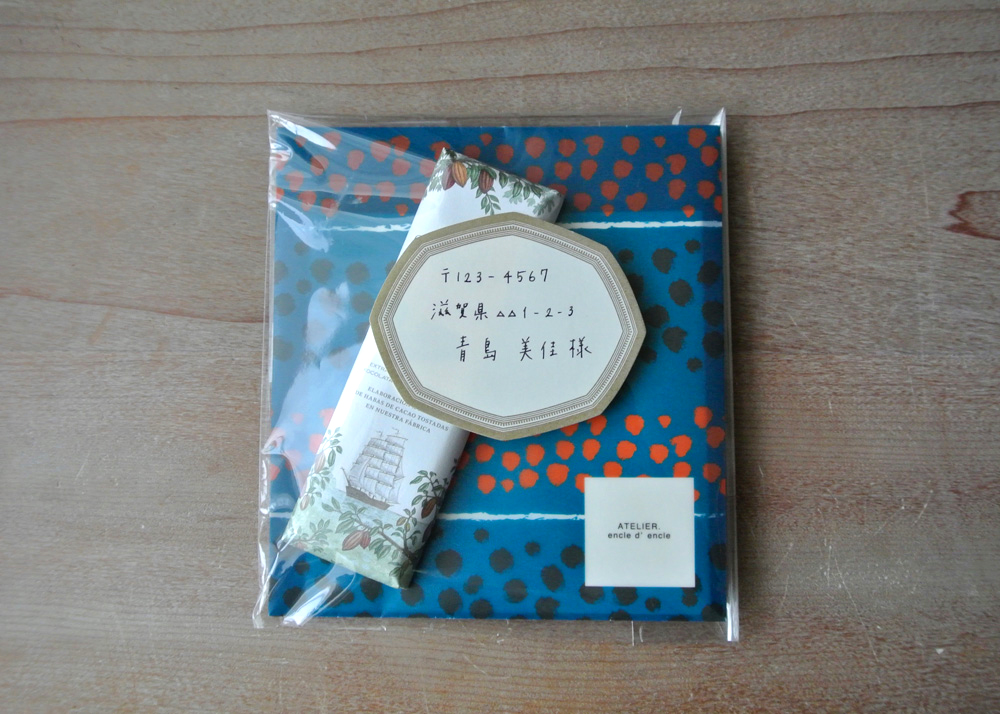 〒123-4567
滋賀県 △△1-2-3
青島 美佳 様
ELABORACI
DE HABAS DE CACAO TOSTADAS
EN NUESTRA FÁBRICA
ATELIER.
encle d' encle